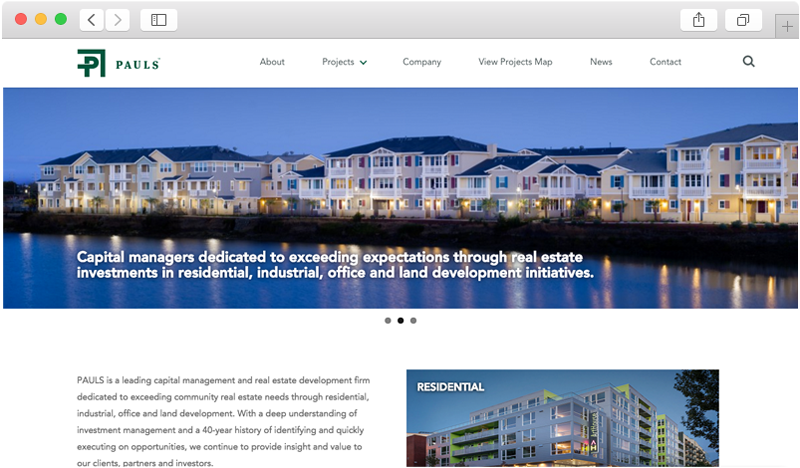 PAULS
About
Projects
Company
View Projects Map
News
Contact
Capital managers dedicated to exceeding expectations through real estate
investments in residential, industrial, office and land development initiatives.
PAULS is a leading capital management and real estate development firm
dedicated to exceeding community real estate needs through residential,
industrial, office and land development. With a deep understanding of
investment management and a 40-year history of identifying and quickly
executing on opportunities, we continue to provide insight and value to
our clients, partners and investors.
RESIDENTIAL